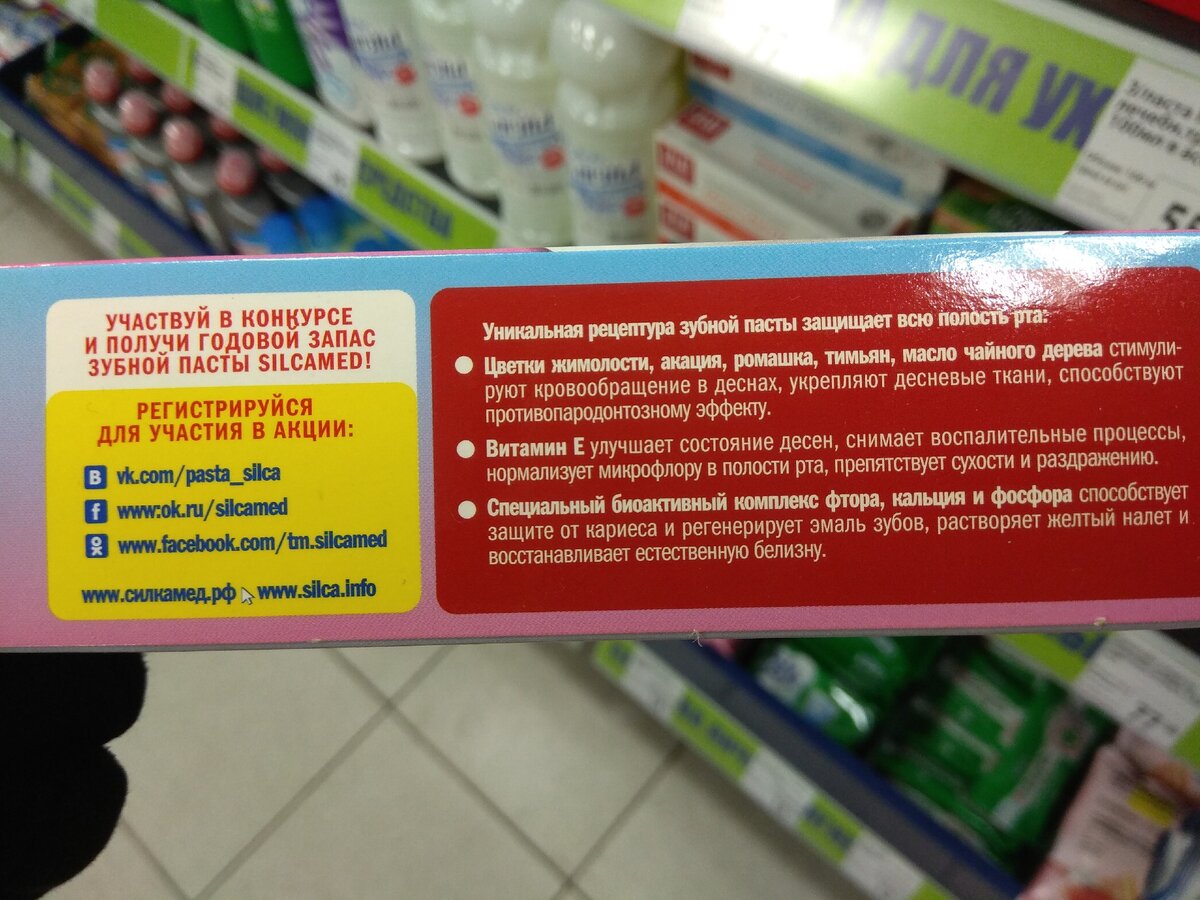 ДЛЯ УХ
СРЕДСТВА
УЧАСТВУЙ В КОНКУРСЕ
И ПОЛУЧИ ГОДОВОЙ ЗАПАС
ЗУБНОЙ ПАСТЫ SILCAMED!
РЕГИСТРИРУЙСЯ
ДЛЯ УЧАСТИЯ В АКЦИИ:
vk.com/pasta_silca
www:ok.ru/silcamed
www.facebook.com/tm.silcamed
www.силкамед.рф www.silca.info
Уникальная рецептура зубной пасты защищает всю полость рта:
Цветки жимолости, акация, ромашка, тимьян, масло чайного дерева стимули-
руют кровообращение в деснах, укрепляют десневые ткани, способствуют
противопародонтозному эффекту.
Витамин Е улучшает состояние десен, снимает воспалительные процессы,
нормализует микрофлору в полости рта, препятствует сухости и раздражению.
Специальный биоактивный комплекс фтора, кальция и фосфора способствует
защите от кариеса и регенерирует эмаль зубов, растворяет желтый налет и
восстанавливает естественную белизну.
77